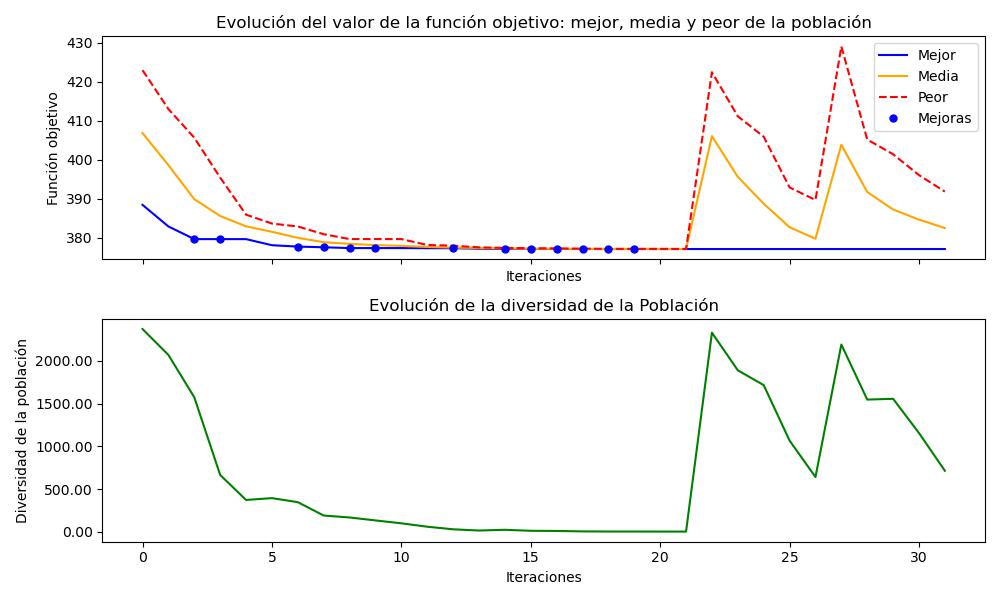 Evolución del valor de la función objetivo: mejor, media y peor de la población
430
420
410
400
390
380
Función objetivo
Mejor
Media
Peor
Mejoras
Iteraciones
Evolución de la diversidad de la Población
2000.00
1500.00
1000.00
500.00
0.00
Diversidad de la población
0 5 10 15 20 25 30
Iteraciones